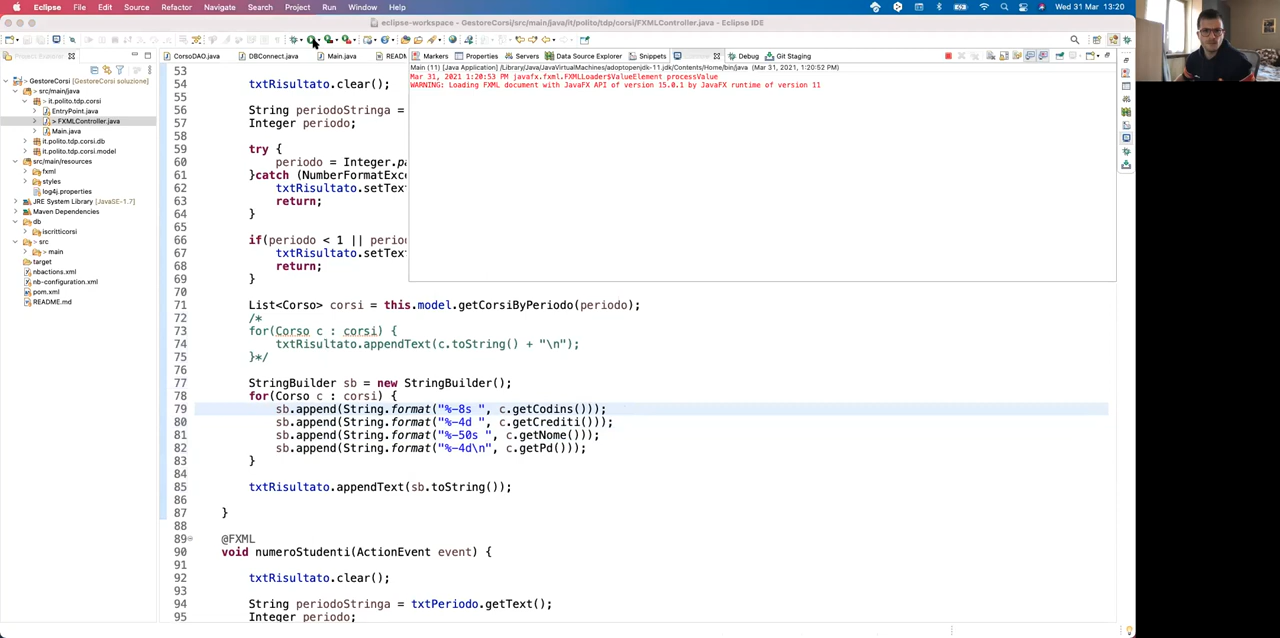 Eclipse File Edit Source Refactor Navigate Search Project Run Window Help Wed 31 Mar 13:20
eclipse-workspace - GestoreCorsi/src/main/java/it/polito/tdp/corsi/FXMLController.java - Eclipse IDE
Project Explorer
CorsoDAO.java DBConnect.java Main.java READM
Markers Properties Servers Data Source Explorer Snippets Debug Git Staging
Main (11) [Java Application] /Library/Java/JavaVirtualMachines/adoptopenjdk-11.jdk/Contents/Home/bin/java (Mar 31, 2021 1:20:52 PM)
Mar 31, 2021 1:20:53 PM javafx.fxml.FXMLLoader$ValueElement processValue
WARNING: Loading FXML document with JavaFX API of version 15.0.1 by JavaFX runtime of version 11
GestoreCorsi [GestoreCorsi soluzione]
src/main/java
it.polito.tdp.corsi
EntryPoint.java
> FXMLController.java
Main.java
it.polito.tdp.corsi.db
it.polito.tdp.corsi.model
src/main/resources
fxml
styles
log4j.properties
JRE System Library [JavaSE-1.7]
Maven Dependencies
db
iscritticorsi
src
main
target
nbactions.xml
nb-configuration.xml
pom.xml
README.md
53
54 txtRisultato.clear();
55
56 String periodoStringa =
57 Integer periodo;
58
59 try {
60 periodo = Integer.pa
61 }catch (NumberFormatExce
62 txtRisultato.setText
63 return;
64 }
65
66 if(periodo < 1 || perio
67 txtRisultato.setText
68 return;
69 }
70
71 List<Corso> corsi = this.model.getCorsiByPeriodo(periodo);
72 /*
73 for(Corso c : corsi) {
74 txtRisultato.appendText(c.toString() + "\n");
75 }*/
76
77 StringBuilder sb = new StringBuilder();
78 for(Corso c : corsi) {
79 sb.append(String.format("%-8s ", c.getCodins()));
80 sb.append(String.format("%-4d ", c.getCrediti()));
81 sb.append(String.format("%-50s ", c.getNome()));
82 sb.append(String.format("%-4d\n", c.getPd()));
83 }
84
85 txtRisultato.appendText(sb.toString());
86
87 }
88
89 @FXML
90 void numeroStudenti(ActionEvent event) {
91
92 txtRisultato.clear();
93
94 String periodoStringa = txtPeriodo.getText();
95 Integer periodo;